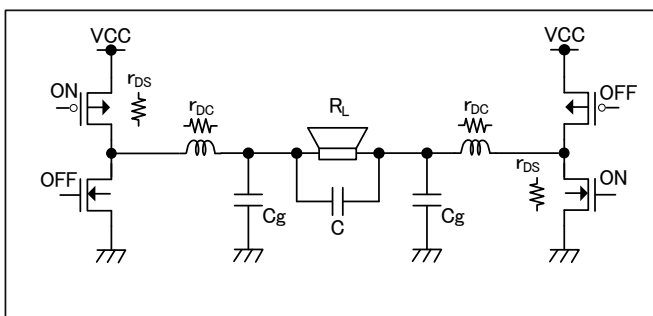 VCC VCC
ON rDS rDC RL rDC OFF
OFF rDS ON
Cg C Cg